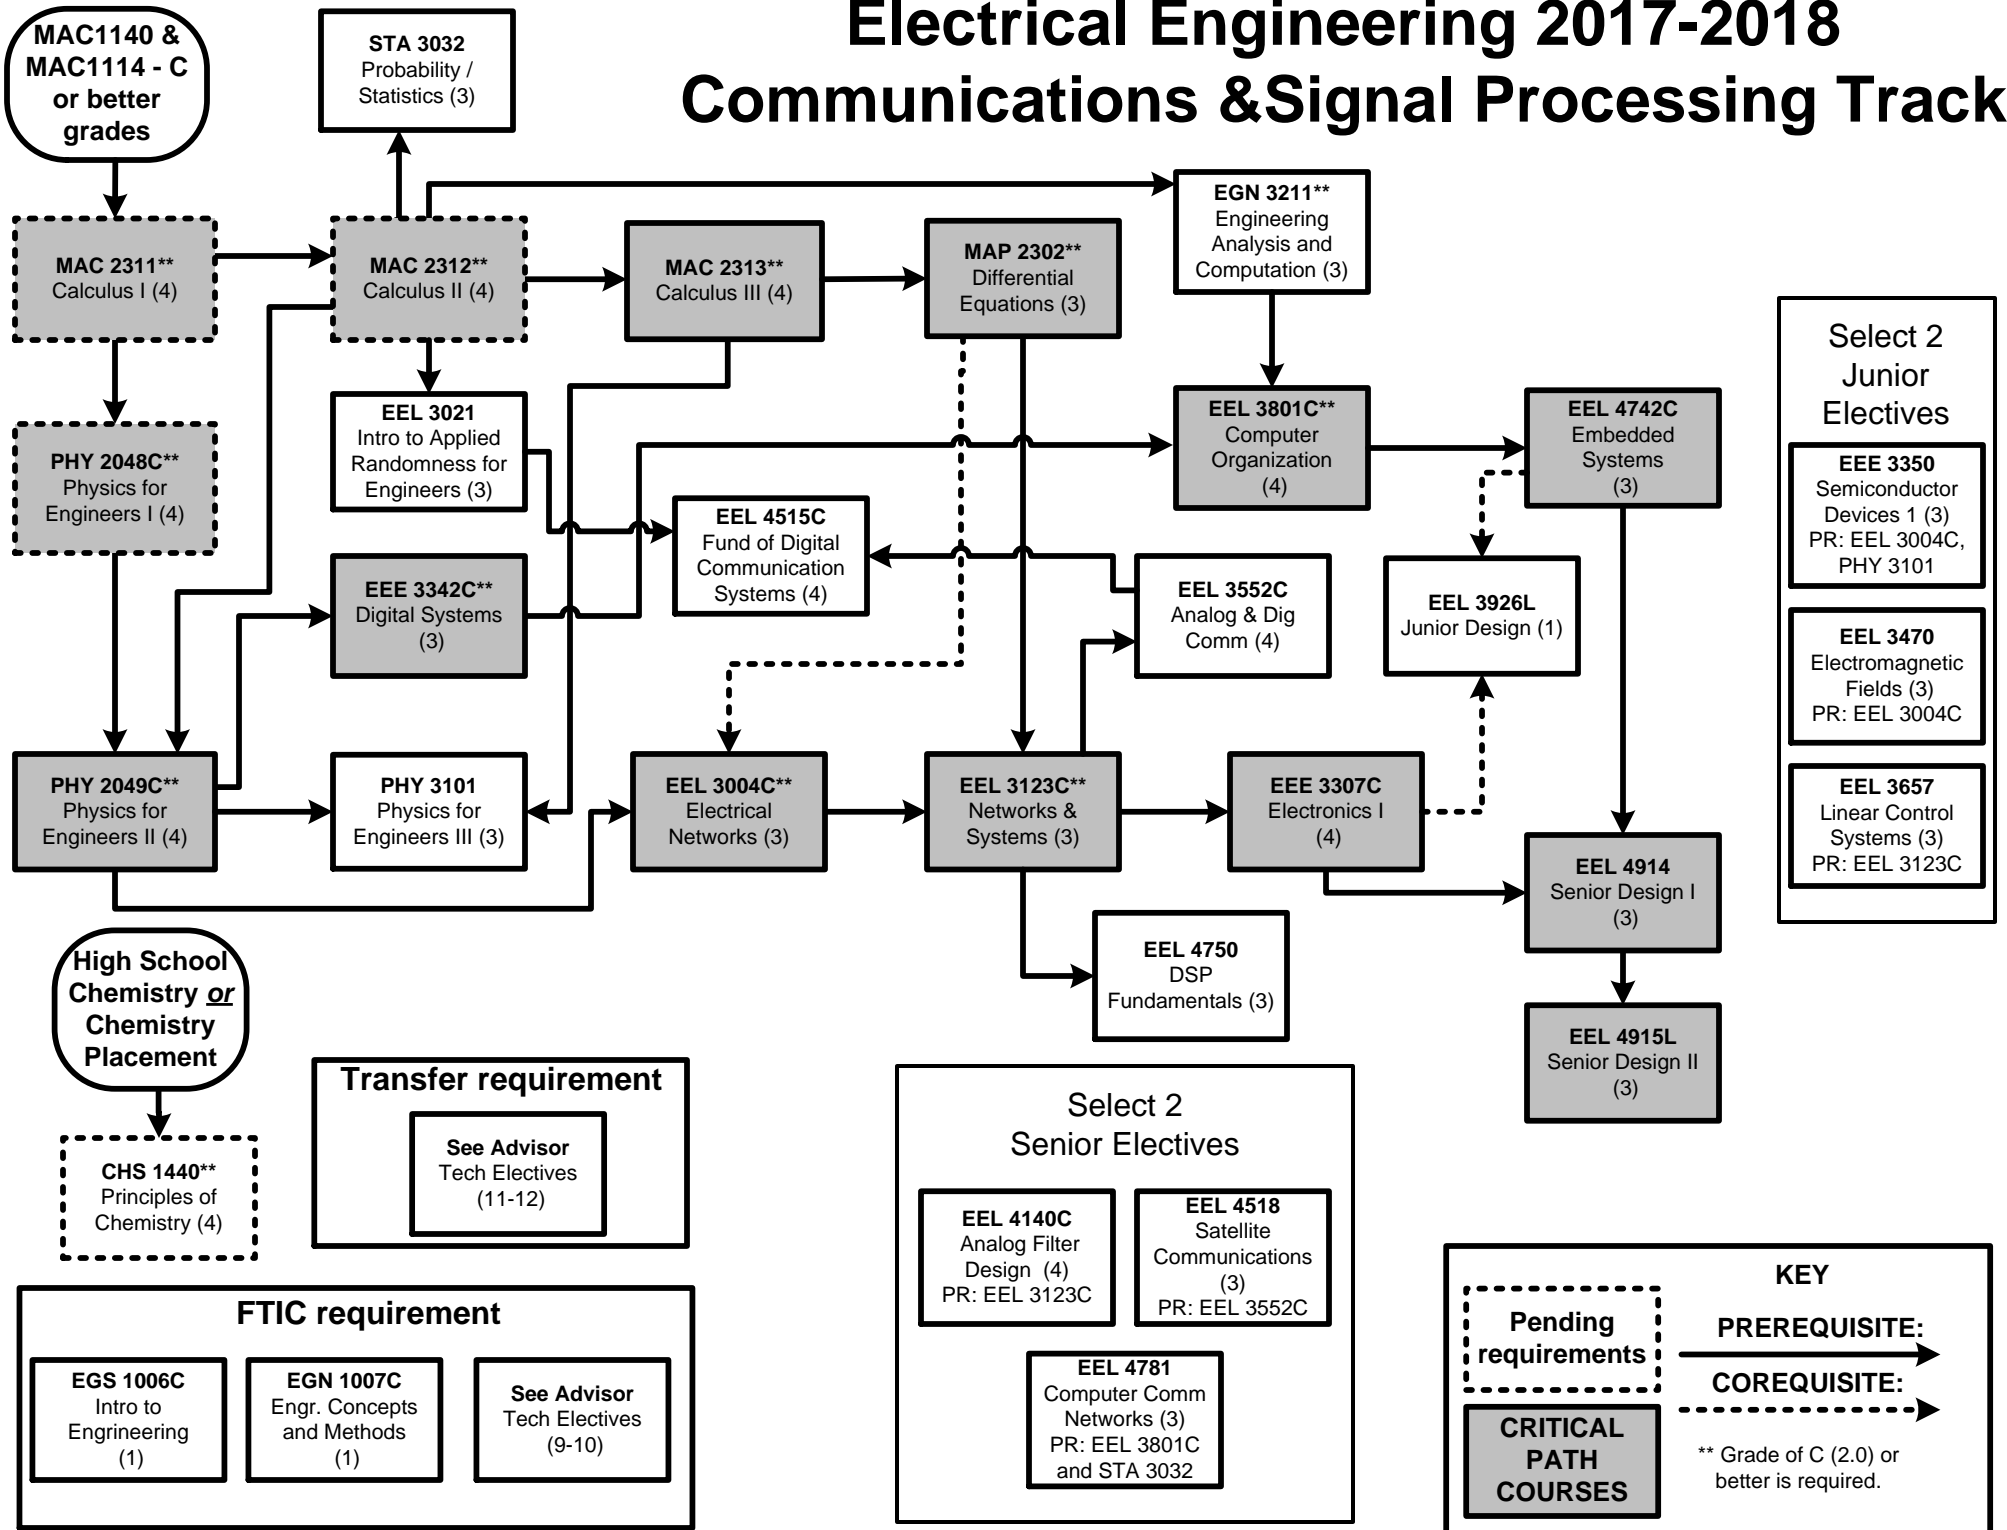 Electrical Engineering 2017-2018
Communications &Signal Processing Track
MAC1140 &
MAC1114 - C
or better
grades
STA 3032
Probability /
Statistics (3)
EGN 3211**
Engineering
Analysis and
Computation (3)
MAC 2311**
Calculus I (4)
MAC 2312**
Calculus II (4)
MAC 2313**
Calculus III (4)
MAP 2302**
Differential
Equations (3)
PHY 2048C**
Physics for
Engineers I (4)
EEL 3021
Intro to Applied
Randomness for
Engineers (3)
EEL 3801C**
Computer
Organization
(4)
EEL 4742C
Embedded
Systems
(3)
EEL 4515C
Fund of Digital
Communication
Systems (4)
EEE 3342C**
Digital Systems
(3)
EEL 3552C
Analog & Dig
Comm (4)
EEL 3926L
Junior Design (1)
PHY 2049C**
Physics for
Engineers II (4)
PHY 3101
Physics for
Engineers III (3)
EEL 3004C**
Electrical
Networks (3)
EEL 3123C**
Networks &
Systems (3)
EEE 3307C
Electronics I
(4)
EEL 4914
Senior Design I
(3)
EEL 4750
DSP
Fundamentals (3)
EEL 4915L
Senior Design II
(3)
Select 2
Junior
Electives
EEE 3350
Semiconductor
Devices 1 (3)
PR: EEL 3004C,
PHY 3101
EEL 3470
Electromagnetic
Fields (3)
PR: EEL 3004C
EEL 3657
Linear Control
Systems (3)
PR: EEL 3123C
High School
Chemistry or
Chemistry
Placement
CHS 1440**
Principles of
Chemistry (4)
Transfer requirement
See Advisor
Tech Electives
(11-12)
FTIC requirement
EGS 1006C
Intro to
Engrineering
(1)
EGN 1007C
Engr. Concepts
and Methods
(1)
See Advisor
Tech Electives
(9-10)
Select 2
Senior Electives
EEL 4140C
Analog Filter
Design (4)
PR: EEL 3123C
EEL 4518
Satellite
Communications
(3)
PR: EEL 3552C
EEL 4781
Computer Comm
Networks (3)
PR: EEL 3801C
and STA 3032
KEY
Pending
requirements
PREREQUISITE:
COREQUISITE:
CRITICAL
PATH
COURSES
** Grade of C (2.0) or
better is required.